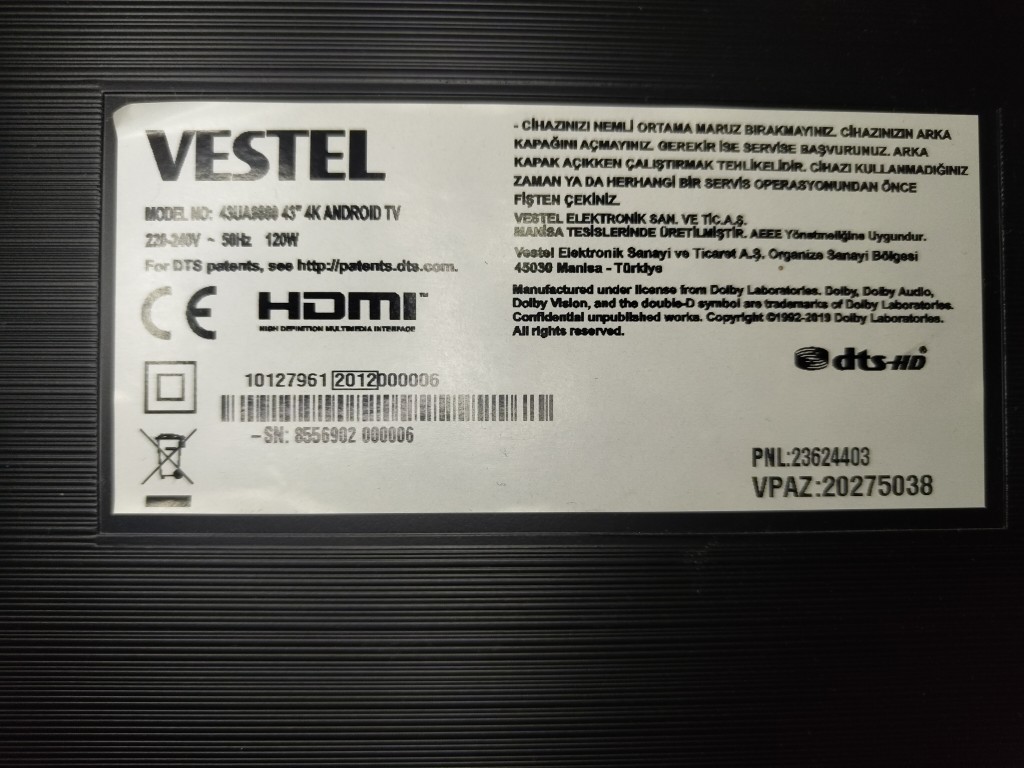 VESTEL
MODEL NO: 43UA9600 43" 4K ANDROID TV
220-240V ~ 50Hz 120W
For DTS patents, see http://patents.dts.com.
CE HDMI™
HIGH DEFINITION MULTIMEDIA INTERFACE
10127961 2012 000006
-SN: 8556902 000006
- CİHAZINIZI NEMLİ ORTAMA MARUZ BIRAKMAYINIZ. CİHAZINIZIN ARKA
KAPAĞINI AÇMAYINIZ. GEREKİR İSE SERVİSE BAŞVURUNUZ. ARKA
KAPAK AÇIKKEN ÇALIŞTIRMAK TEHLİKELİDİR. CİHAZI KULLANMADIĞINIZ
ZAMAN YA DA HERHANGİ BİR SERVİS OPERASYONUNDAN ÖNCE
FİŞTEN ÇEKİNİZ.
VESTEL ELEKTRONİK SAN. VE TİC.A.Ş.
MANİSA TESİSLERİNDE ÜRETİLMİŞTİR. AEEE Yönetmeliğine Uygundur.
Vestel Elektronik Sanayi ve Ticaret A.Ş. Organize Sanayi Bölgesi
45030 Manisa - Türkiye
Manufactured under license from Dolby Laboratories. Dolby, Dolby Audio,
Dolby Vision, and the double-D symbol are trademarks of Dolby Laboratories.
Confidential unpublished works. Copyright ©1992-2019 Dolby Laboratories.
All rights reserved.
dts-HD®
PNL:23624403
VPAZ:20275038